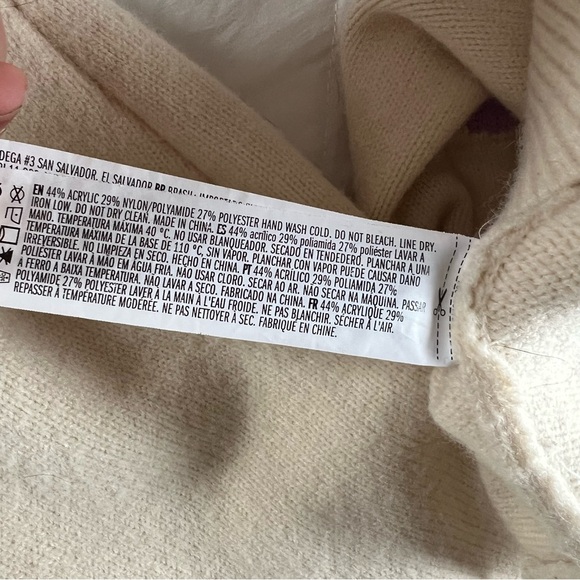 DEGA #3 SAN SALVADOR. EL SALVADOR BR BRASIL:
EN 44% ACRYLIC 29% NYLON/POLYAMIDE 27% POLYESTER HAND WASH COLD. DO NOT BLEACH. LINE DRY.
IRON LOW. DO NOT DRY CLEAN. MADE IN CHINA. ES 44% acrílico 29% poliamida 27% poliéster LAVAR A
MANO. TEMPERATURA MÁXIMA 40 °C. NO USAR BLANQUEADOR. SECADO EN TENDEDERO. PLANCHAR A UNA
TEMPERATURA MÁXIMA DE LA BASE DE 110 °C, SIN VAPOR. PLANCHAR CON VAPOR PUEDE CAUSAR DAÑO
IRREVERSIBLE. NO LIMPIEZA EN SECO. HECHO EN CHINA. PT 44% ACRÍLICO 29% POLIAMIDA 27%
POLIESTER LAVAR À MÃO EM ÁGUA FRIA. NÃO USAR CLORO. SECAR AO AR. NÃO SECAR NA MÁQUINA. PASSAR
A FERRO A BAIXA TEMPERATURA. NÃO LAVAR A SECO. FABRICADO NA CHINA. FR 44% ACRYLIQUE 29%
POLYAMIDE 27% POLYESTER LAVER À LA MAIN À L'EAU FROIDE. NE PAS BLANCHIR. SÉCHER À L'AIR.
REPASSER À TEMPÉRATURE MODÉRÉE. NE PAS NETTOYER À SEC. FABRIQUÉ EN CHINE.